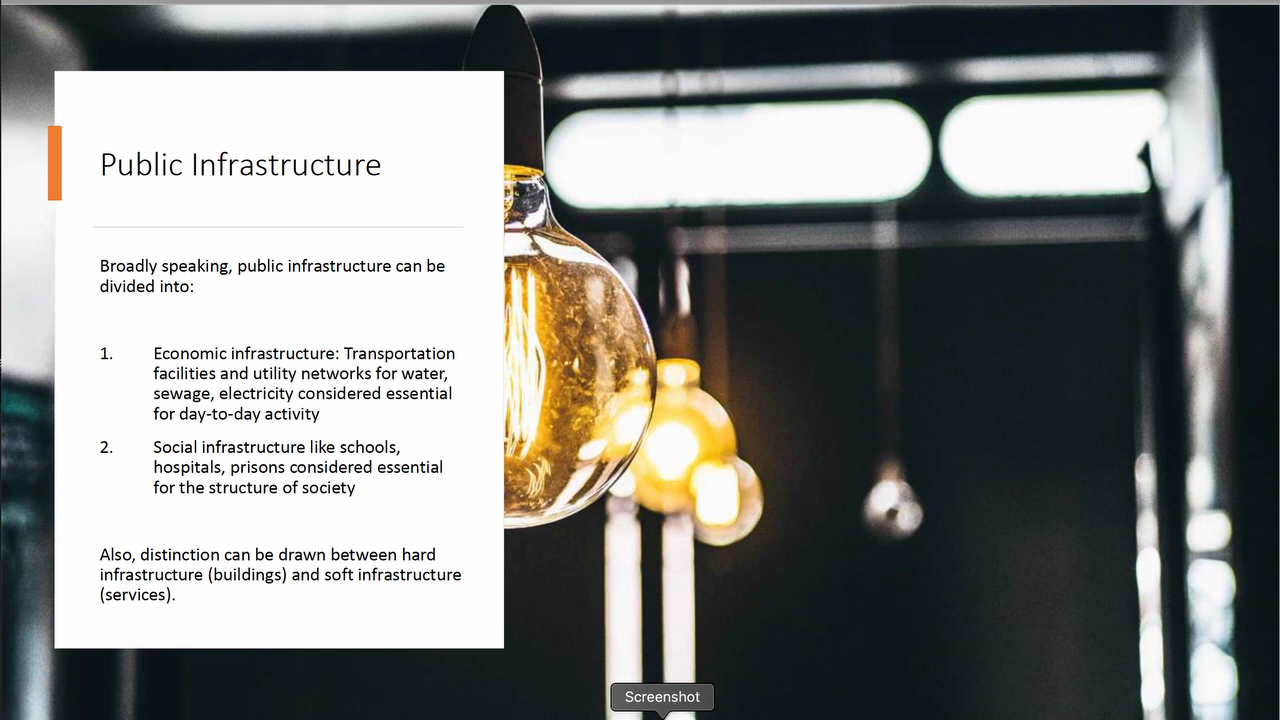 Public Infrastructure
Broadly speaking, public infrastructure can be
divided into:
1. Economic infrastructure: Transportation
facilities and utility networks for water,
sewage, electricity considered essential
for day-to-day activity
2. Social infrastructure like schools,
hospitals, prisons considered essential
for the structure of society
Also, distinction can be drawn between hard
infrastructure (buildings) and soft infrastructure
(services).
Screenshot